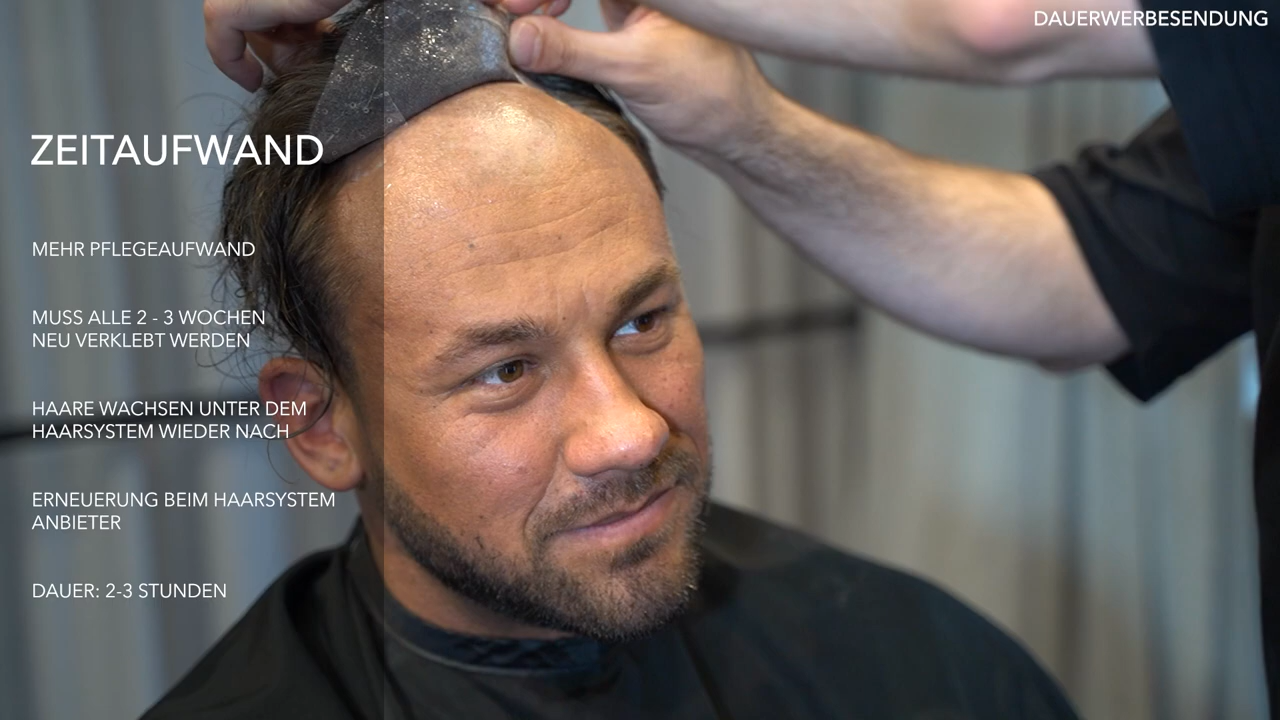 DAUERWERBESENDUNG
ZEITAUFWAND
MEHR PFLEGEAUFWAND
MUSS ALLE 2 - 3 WOCHEN
NEU VERKLEBT WERDEN
HAARE WACHSEN UNTER DEM
HAARSYSTEM WIEDER NACH
ERNEUERUNG BEIM HAARSYSTEM
ANBIETER
DAUER: 2-3 STUNDEN